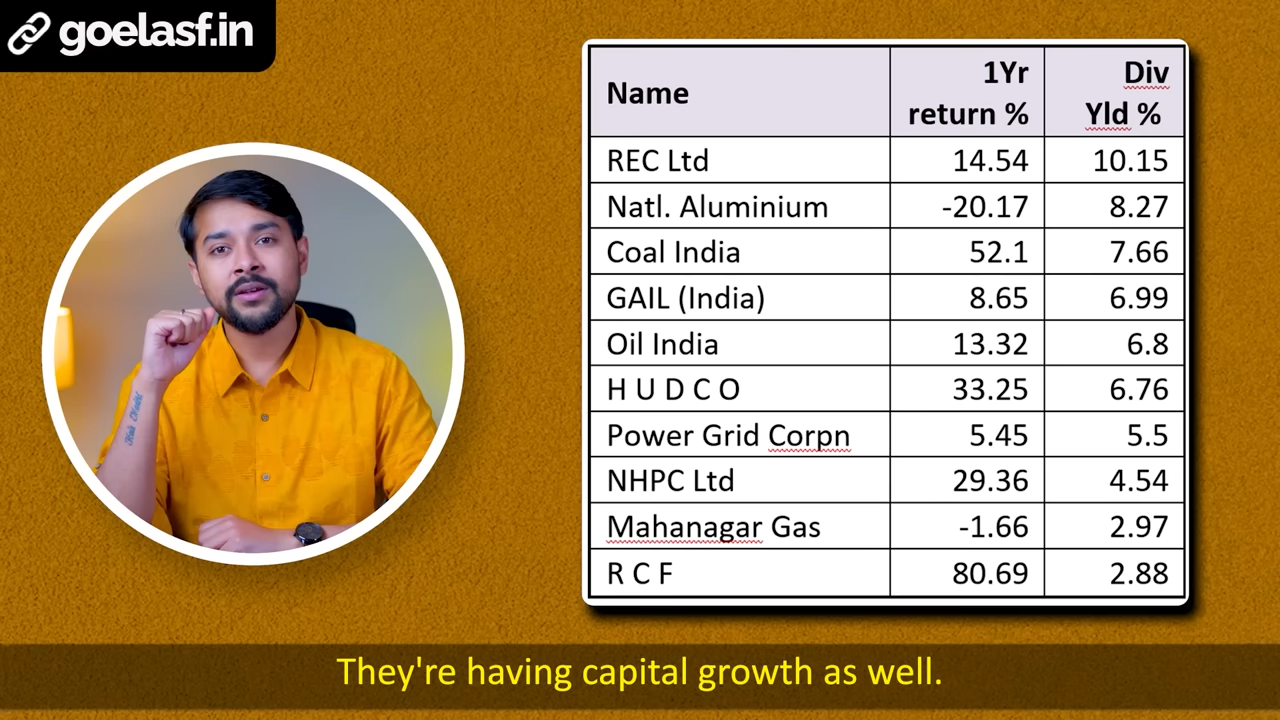 goelasf.in
Name 1Yr return % Div Yld %
REC Ltd 14.54 10.15
Natl. Aluminium -20.17 8.27
Coal India 52.1 7.66
GAIL (India) 8.65 6.99
Oil India 13.32 6.8
H U D C O 33.25 6.76
Power Grid Corpn 5.45 5.5
NHPC Ltd 29.36 4.54
Mahanagar Gas -1.66 2.97
R C F 80.69 2.88
They're having capital growth as well.